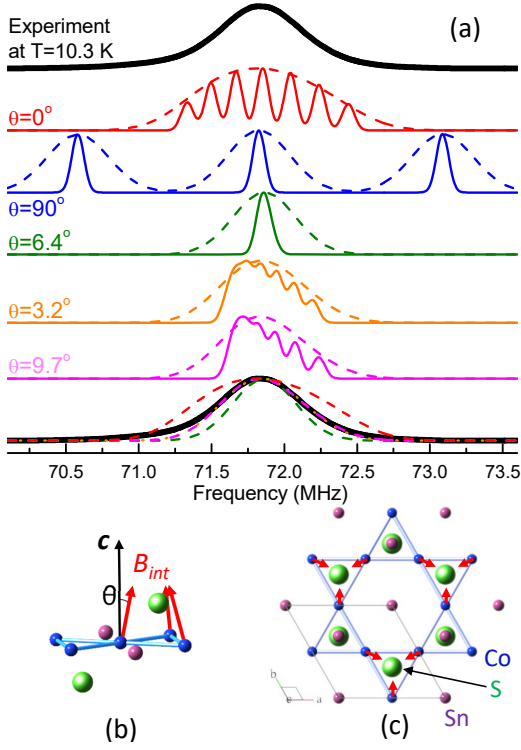 Experiment
at T=10.3 K
(a)
θ=0°
θ=90°
θ=6.4°
θ=3.2°
θ=9.7°
70.5 71.0 71.5 72.0 72.5 73.0 73.5
Frequency (MHz)
c
B_int
θ
Co
S
Sn
b
c
a
(b)
(c)